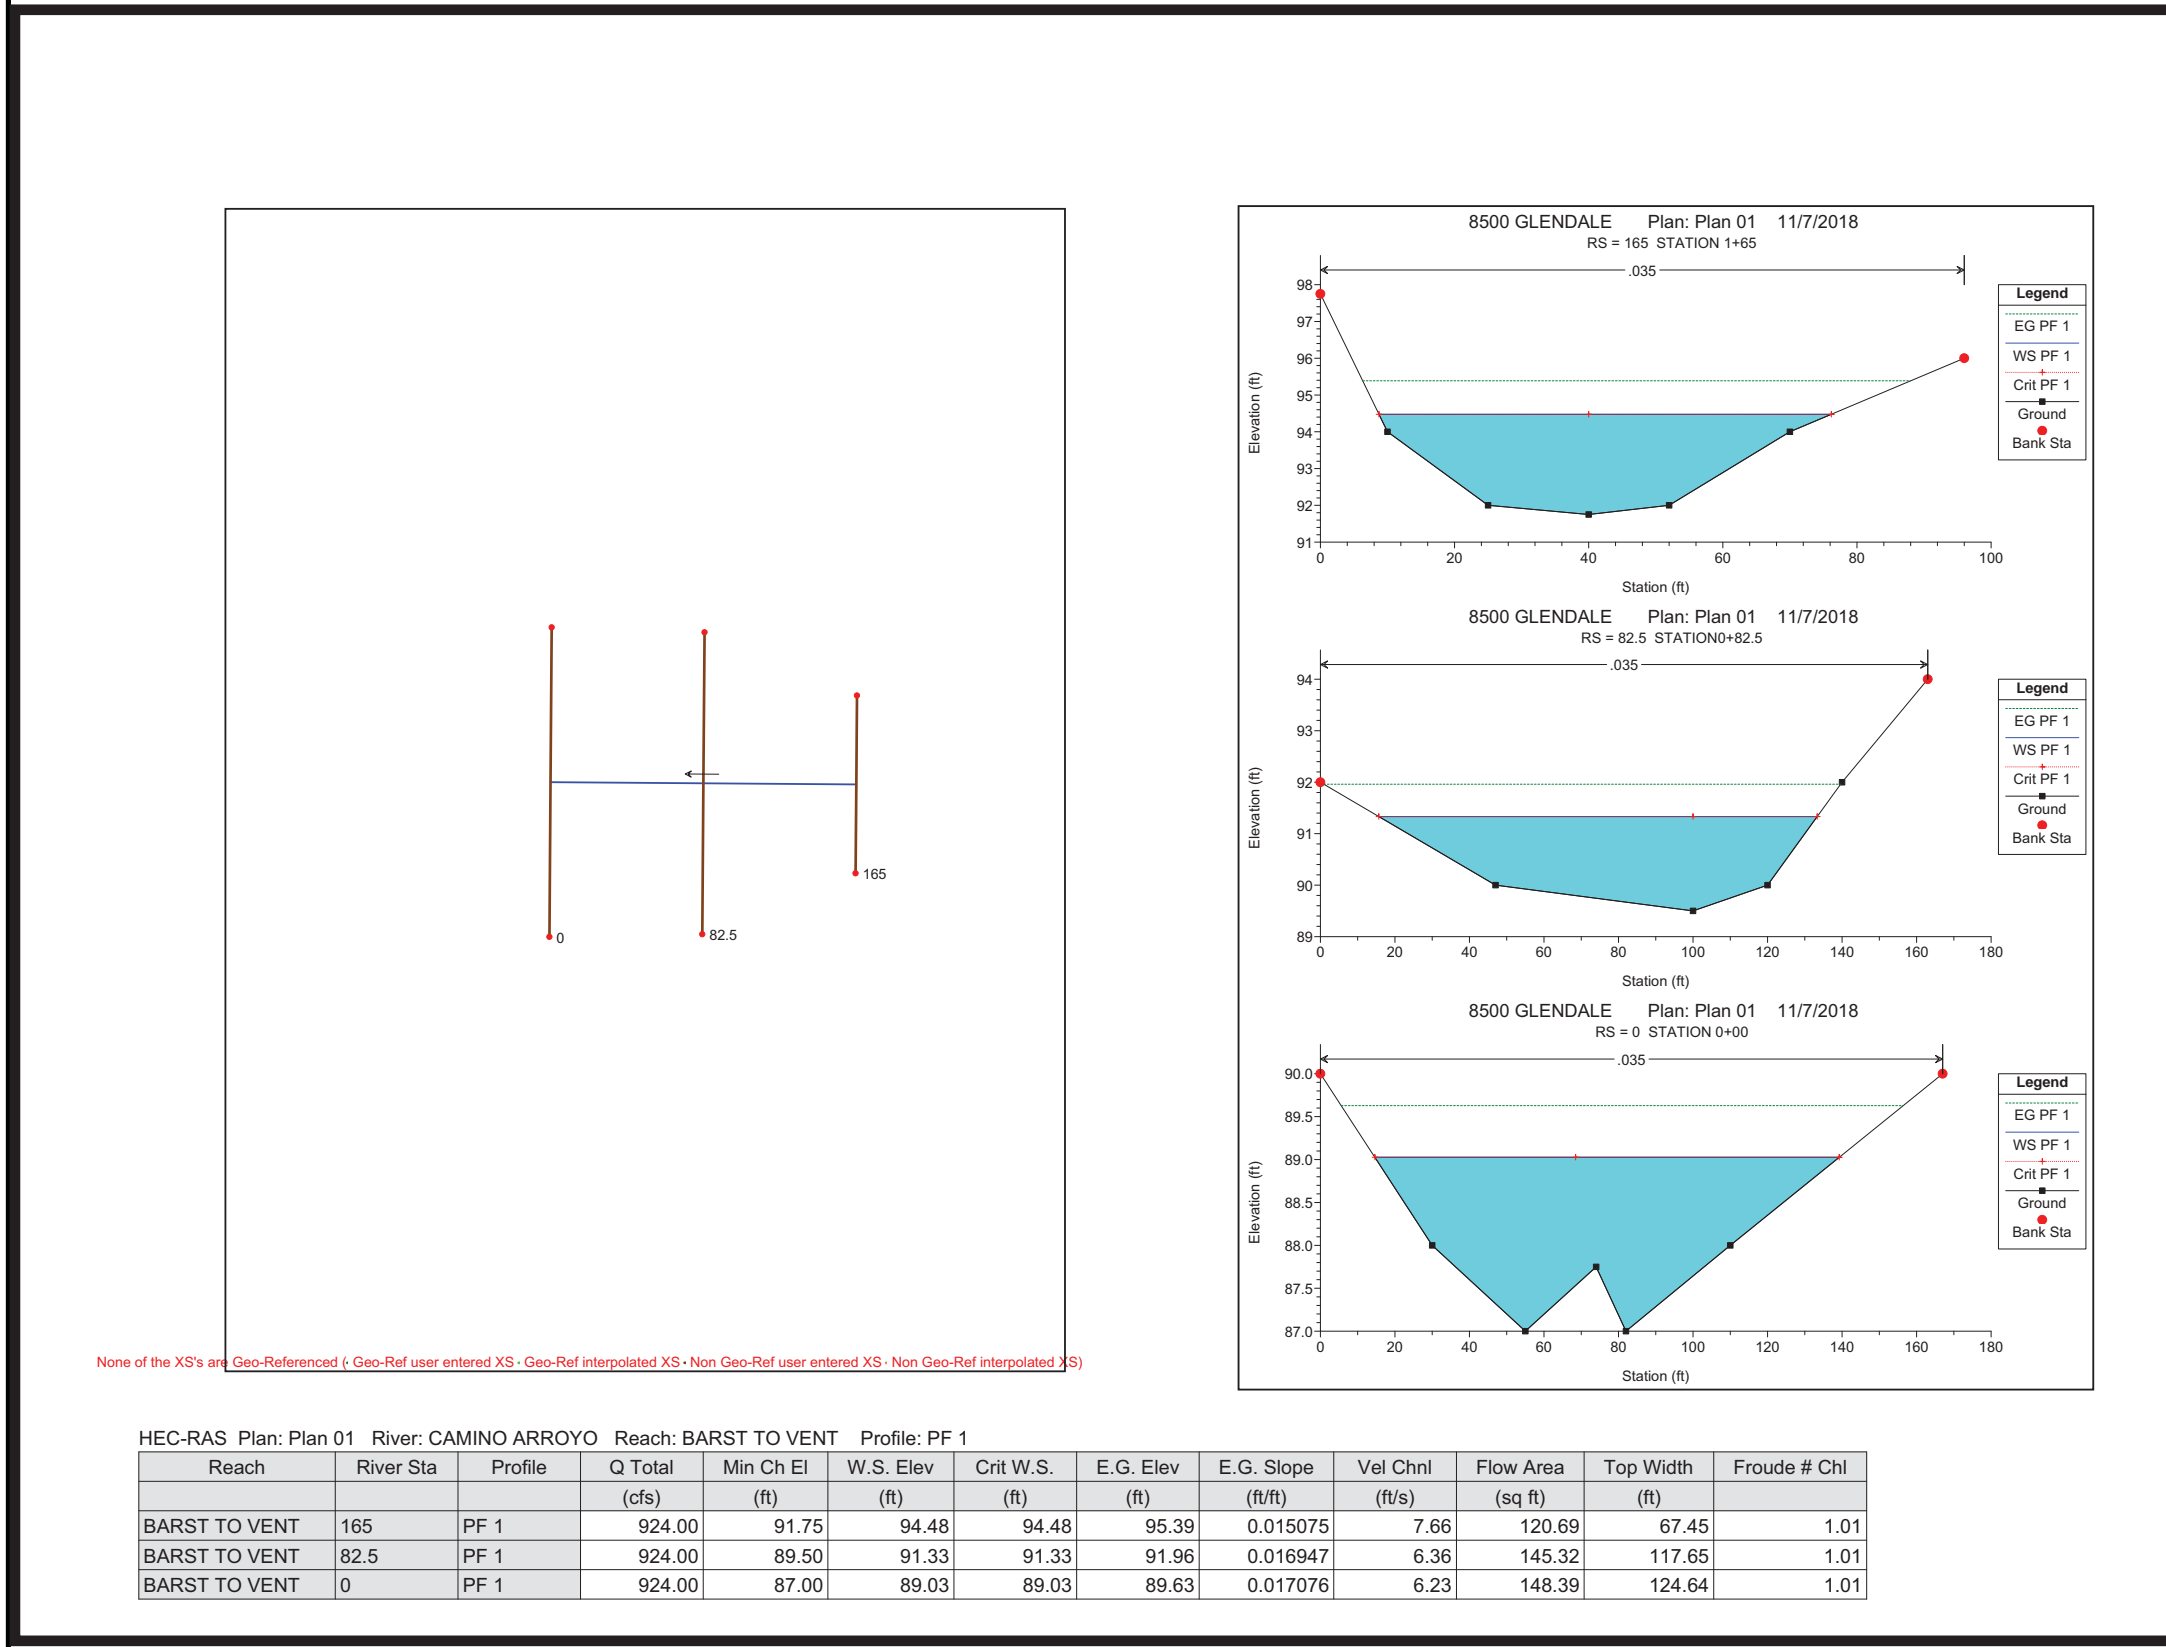 165
82.5
0
None of the XS's are Geo-Referenced ( Geo-Ref user entered XS Geo-Ref interpolated XS Non Geo-Ref user entered XS Non Geo-Ref interpolated XS)
8500 GLENDALE Plan: Plan 01 11/7/2018
RS = 165 STATION 1+65
.035
98
97
96
95
94
93
92
91
Elevation (ft)
0 20 40 60 80 100
Station (ft)
Legend
EG PF 1
WS PF 1
Crit PF 1
Ground
Bank Sta
8500 GLENDALE Plan: Plan 01 11/7/2018
RS = 82.5 STATION0+82.5
.035
94
93
92
91
90
89
Elevation (ft)
0 20 40 60 80 100 120 140 160 180
Station (ft)
Legend
EG PF 1
WS PF 1
Crit PF 1
Ground
Bank Sta
8500 GLENDALE Plan: Plan 01 11/7/2018
RS = 0 STATION 0+00
.035
90.0
89.5
89.0
88.5
88.0
87.5
87.0
Elevation (ft)
0 20 40 60 80 100 120 140 160 180
Station (ft)
Legend
EG PF 1
WS PF 1
Crit PF 1
Ground
Bank Sta
HEC-RAS Plan: Plan 01 River: CAMINO ARROYO Reach: BARST TO VENT Profile: PF 1
Reach River Sta Profile Q Total Min Ch El W.S. Elev Crit W.S. E.G. Elev E.G. Slope Vel Chnl Flow Area Top Width Froude # Chl
(cfs) (ft) (ft) (ft) (ft) (ft/ft) (ft/s) (sq ft) (ft)
BARST TO VENT 165 PF 1 924.00 91.75 94.48 94.48 95.39 0.015075 7.66 120.69 67.45 1.01
BARST TO VENT 82.5 PF 1 924.00 89.50 91.33 91.33 91.96 0.016947 6.36 145.32 117.65 1.01
BARST TO VENT 0 PF 1 924.00 87.00 89.03 89.03 89.63 0.017076 6.23 148.39 124.64 1.01